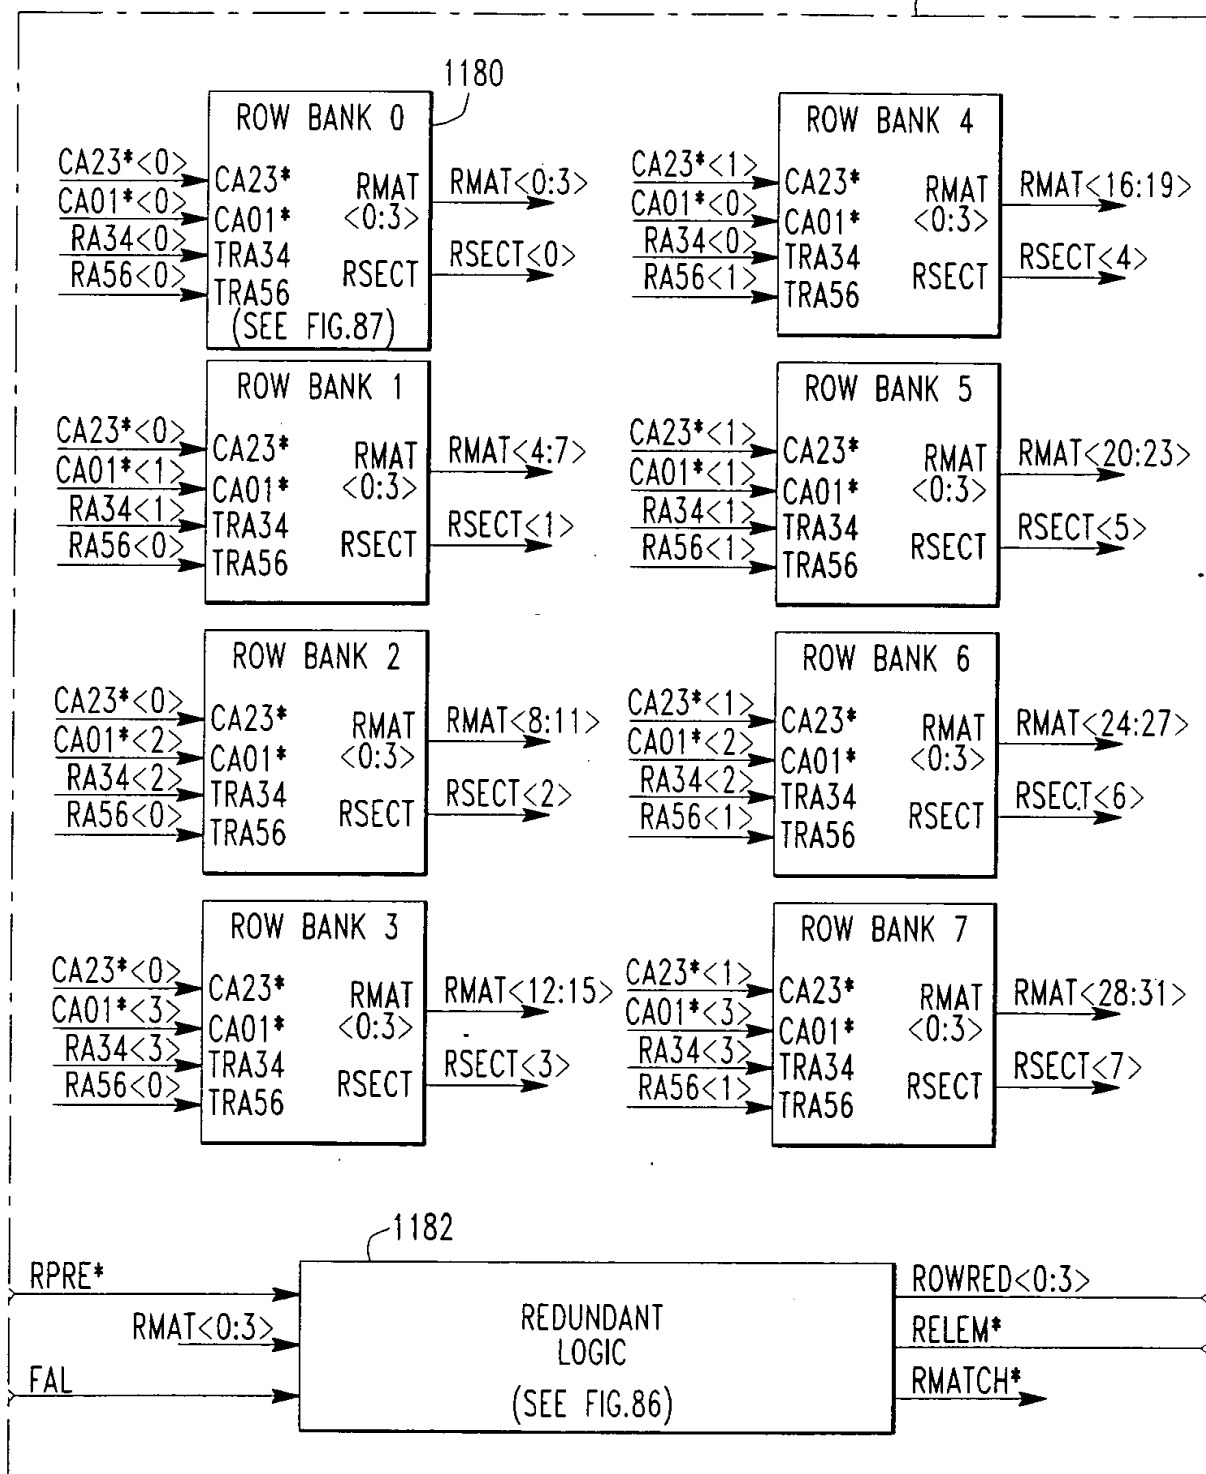 1180
ROW BANK 0
CA23*<0>
CA01*<0>
RA34<0>
RA56<0>
CA23*
CA01*
TRA34
TRA56
RMAT
<0:3>
RSECT
(SEE FIG.87)
RMAT<0:3>
RSECT<0>
ROW BANK 4
CA23*<1>
CA01*<0>
RA34<0>
RA56<1>
CA23*
CA01*
TRA34
TRA56
RMAT
<0:3>
RSECT
RMAT<16:19>
RSECT<4>
ROW BANK 1
CA23*<0>
CA01*<1>
RA34<1>
RA56<0>
CA23*
CA01*
TRA34
TRA56
RMAT
<0:3>
RSECT
RMAT<4:7>
RSECT<1>
ROW BANK 5
CA23*<1>
CA01*<1>
RA34<1>
RA56<1>
CA23*
CA01*
TRA34
TRA56
RMAT
<0:3>
RSECT
RMAT<20:23>
RSECT<5>
ROW BANK 2
CA23*<0>
CA01*<2>
RA34<2>
RA56<0>
CA23*
CA01*
TRA34
TRA56
RMAT
<0:3>
RSECT
RMAT<8:11>
RSECT<2>
ROW BANK 6
CA23*<1>
CA01*<2>
RA34<2>
RA56<1>
CA23*
CA01*
TRA34
TRA56
RMAT
<0:3>
RSECT
RMAT<24:27>
RSECT<6>
ROW BANK 3
CA23*<0>
CA01*<3>
RA34<3>
RA56<0>
CA23*
CA01*
TRA34
TRA56
RMAT
<0:3>
RSECT
RMAT<12:15>
RSECT<3>
ROW BANK 7
CA23*<1>
CA01*<3>
RA34<3>
RA56<1>
CA23*
CA01*
TRA34
TRA56
RMAT
<0:3>
RSECT
RMAT<28:31>
RSECT<7>
1182
RPRE*
RMAT<0:3>
FAL
REDUNDANT
LOGIC
(SEE FIG.86)
ROWRED<0:3>
RELEM*
RMATCH*